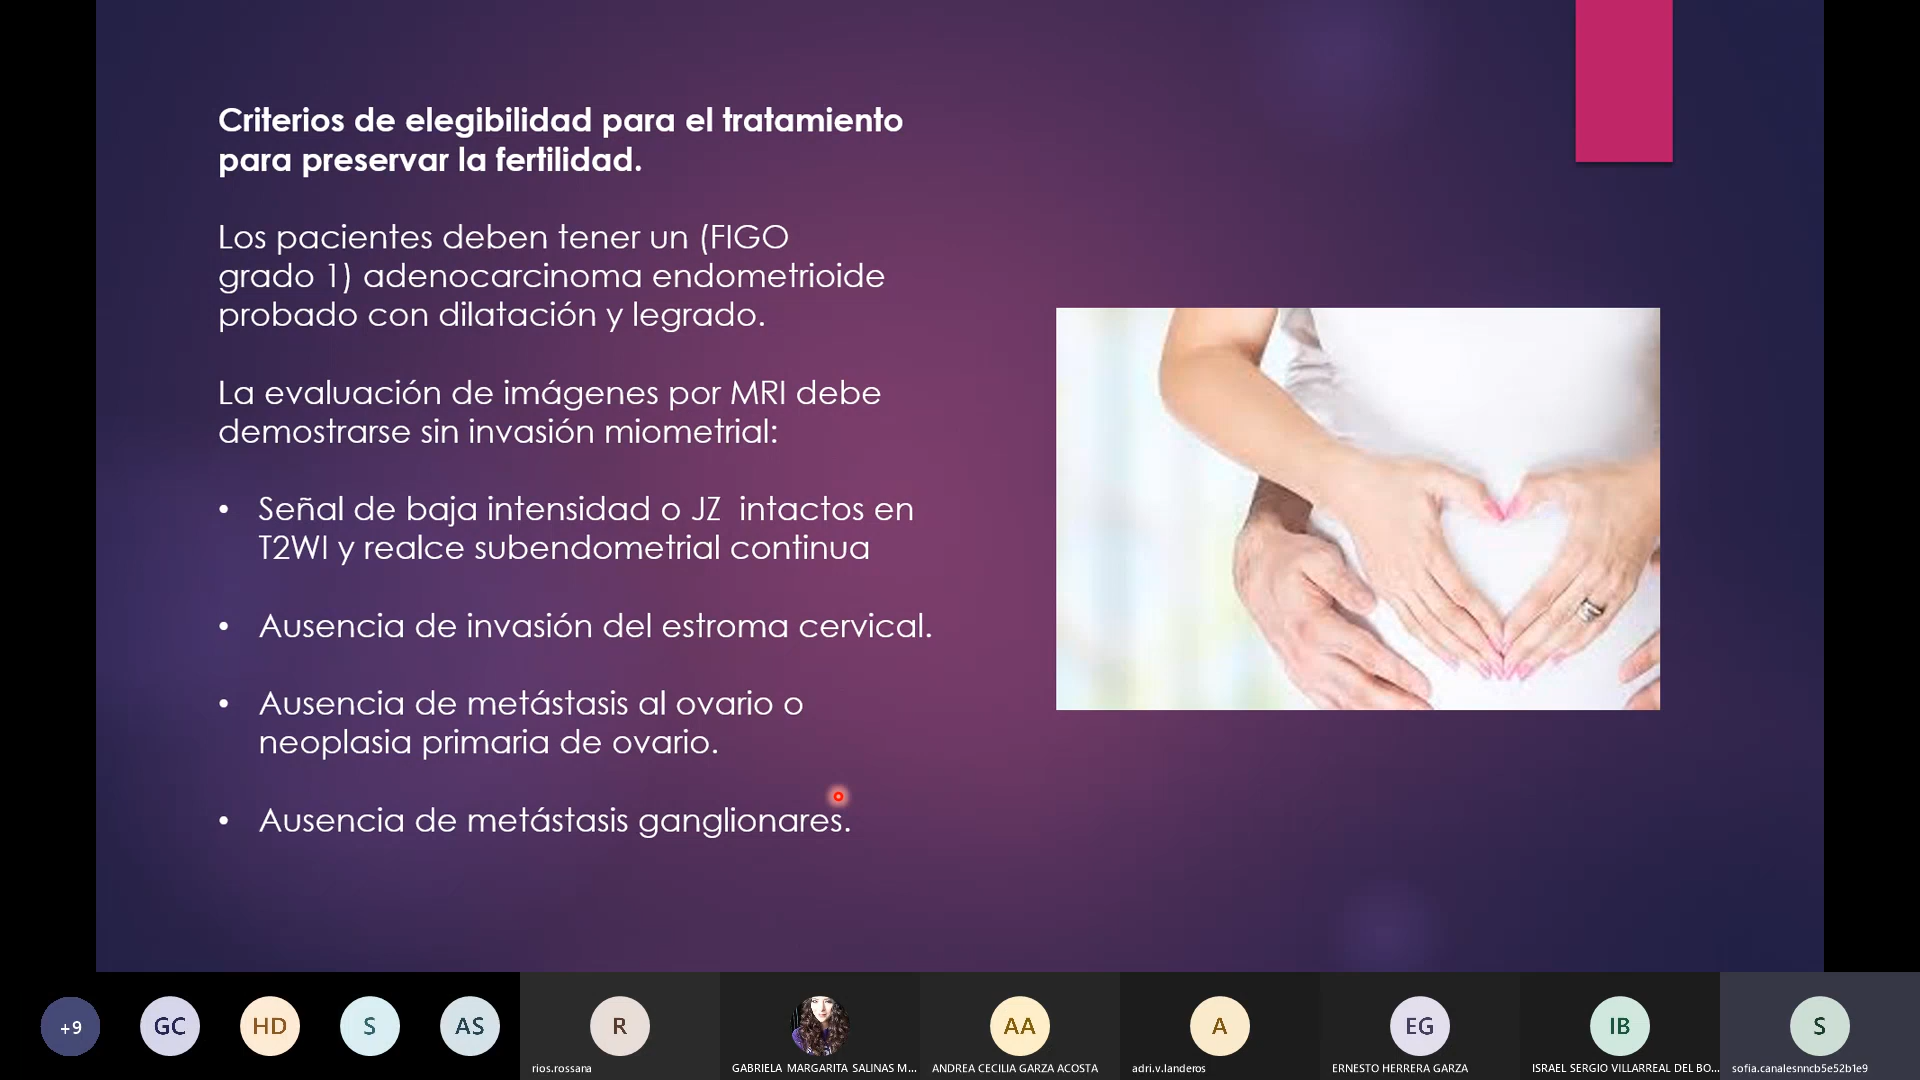 Criterios de elegibilidad para el tratamiento
para preservar la fertilidad.
Los pacientes deben tener un (FIGO
grado 1) adenocarcinoma endometrioide
probado con dilatación y legrado.
La evaluación de imágenes por MRI debe
demostrarse sin invasión miometrial:
• Señal de baja intensidad o JZ intactos en
T2WI y realce subendometrial continua
• Ausencia de invasión del estroma cervical.
• Ausencia de metástasis al ovario o
neoplasia primaria de ovario.
• Ausencia de metástasis ganglionares.
+9
GC
HD
S
AS
R
AA
A
EG
IB
S
rios.rossana
GABRIELA MARGARITA SALINAS M...
ANDREA CECILIA GARZA ACOSTA
adri.v.landeros
ERNESTO HERRERA GARZA
ISRAEL SERGIO VILLARREAL DEL BO...
sofia.canalesnncb5e52b1e9